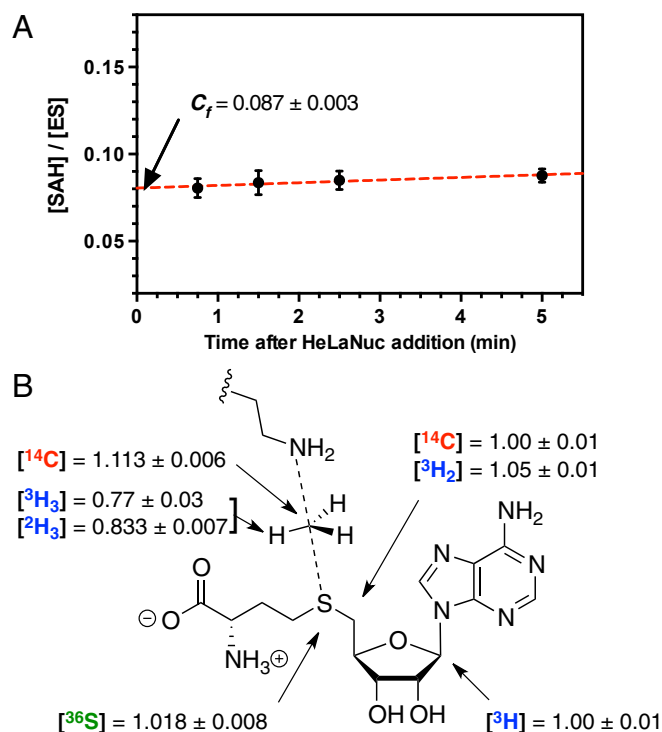 A
[SAH] / [ES]
0.15
0.10
0.05
C_f = 0.087 ± 0.003
0 1 2 3 4 5
Time after HeLaNuc addition (min)
B
NH₂
[¹⁴C] = 1.113 ± 0.006
[³H₃] = 0.77 ± 0.03
[²H₃] = 0.833 ± 0.007
H
H
H
[¹⁴C] = 1.00 ± 0.01
[³H₂] = 1.05 ± 0.01
NH₂
N
N
N
N
O
⊖O
NH₃⊕
S
O
OH OH
[³⁶S] = 1.018 ± 0.008
[³H] = 1.00 ± 0.01